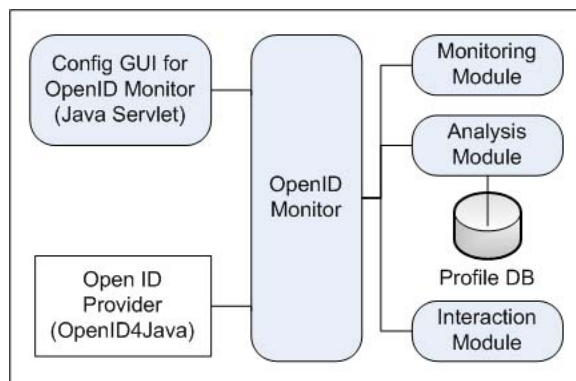 Config GUI for
OpenID Monitor
(Java Servlet)
Open ID
Provider
(OpenID4Java)
OpenID
Monitor
Monitoring
Module
Analysis
Module
Profile DB
Interaction
Module